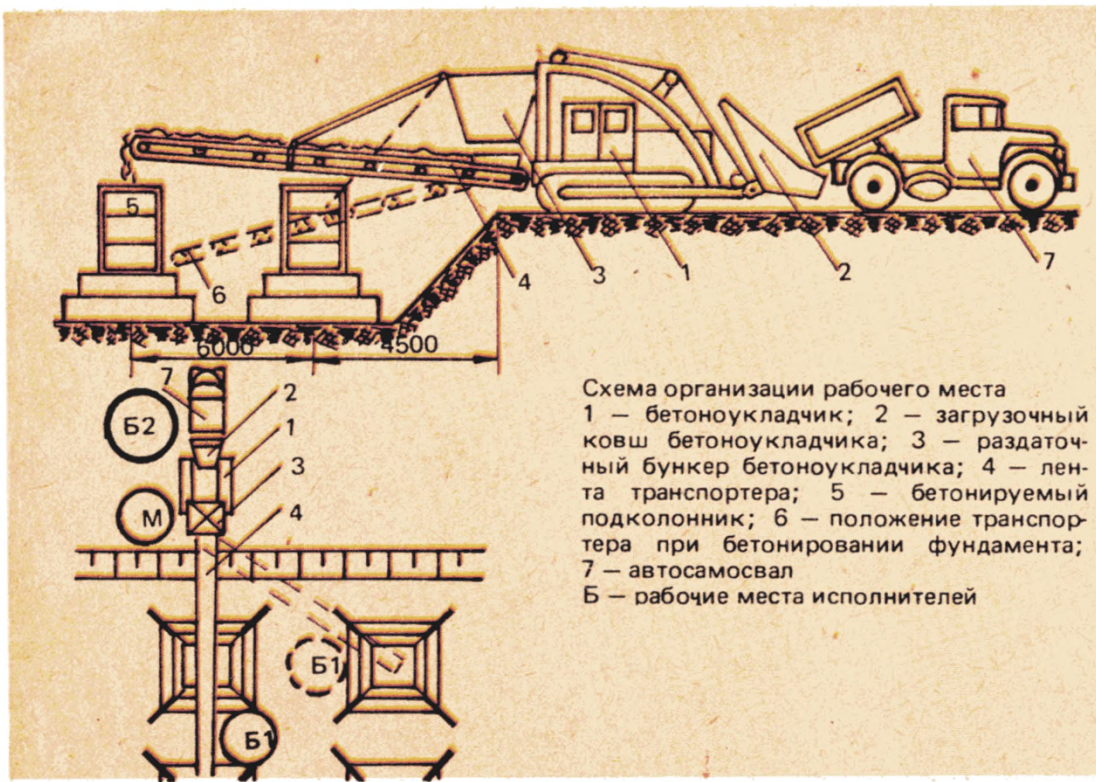 5
6
4
3
1
2
7
6000
4500
7
2
1
3
4
Б2
М
Б1
Б1
Схема организации рабочего места
1 — бетоноукладчик; 2 — загрузочный
ковш бетоноукладчика; 3 — раздаточ-
ный бункер бетоноукладчика; 4 — лен-
та транспортера; 5 — бетонируемый
подколонник; 6 — положение транспор-
тера при бетонировании фундамента;
7 — автосамосвал
Б — рабочие места исполнителей